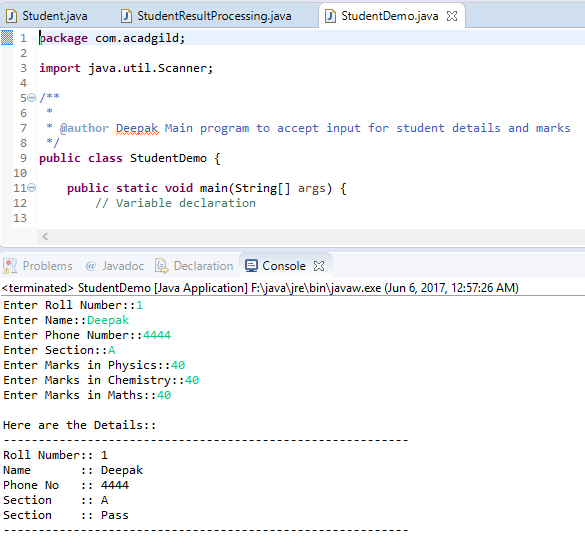 Student.java StudentResultProcessing.java StudentDemo.java
1 package com.acadgild;
2
3 import java.util.Scanner;
4
5 /**
6 *
7 * @author Deepak Main program to accept input for student details and marks
8 */
9 public class StudentDemo {
10
11 public static void main(String[] args) {
12 // Variable declaration
13
Problems @ Javadoc Declaration Console
<terminated> StudentDemo [Java Application] F:\java\jre\bin\javaw.exe (Jun 6, 2017, 12:57:26 AM)
Enter Roll Number::1
Enter Name::Deepak
Enter Phone Number::4444
Enter Section::A
Enter Marks in Physics::40
Enter Marks in Chemistry::40
Enter Marks in Maths::40
Here are the Details::
---------------------------------------------------------
Roll Number:: 1
Name :: Deepak
Phone No :: 4444
Section :: A
Section :: Pass
---------------------------------------------------------